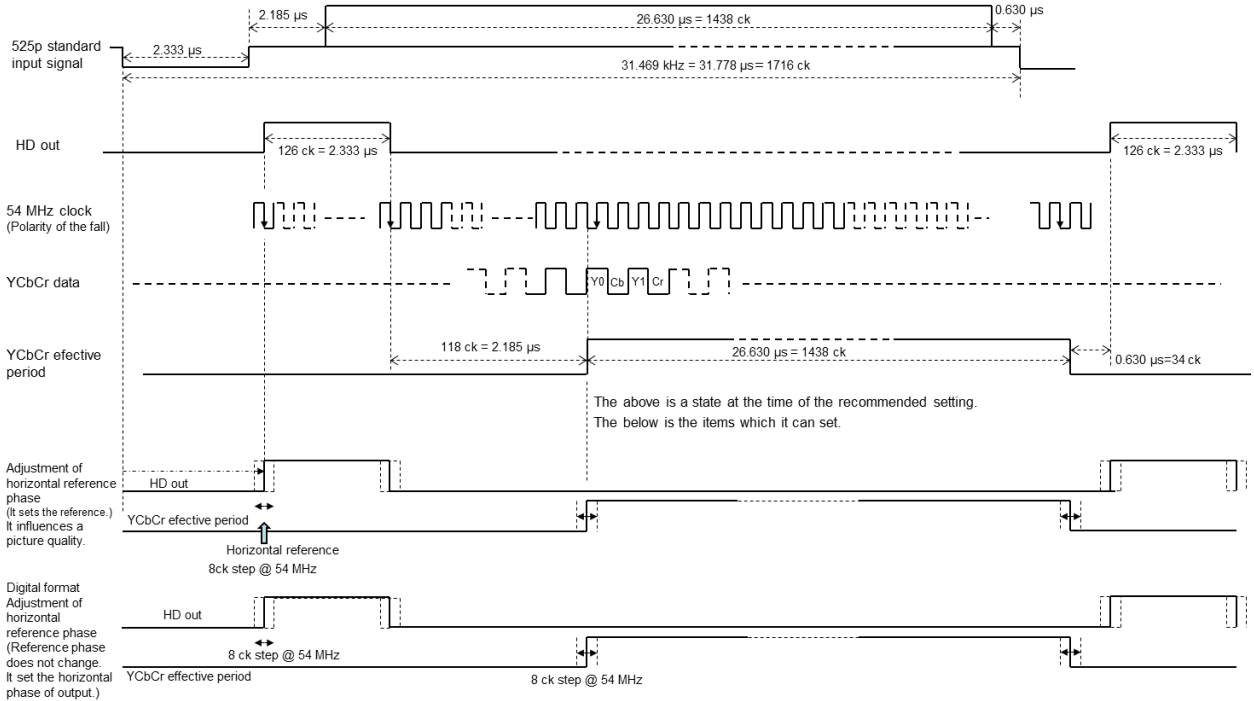 2.185 µs
26.630 µs = 1438 ck
0.630 µs
525p standard
input signal
2.333 µs
31.469 kHz = 31.778 µs= 1716 ck
HD out
126 ck = 2.333 µs
126 ck = 2.333 µs
54 MHz clock
(Polarity of the fall)
YCbCr data
Y0 Cb Y1 Cr
YCbCr efective
period
118 ck = 2.185 µs
26.630 µs = 1438 ck
0.630 µs=34 ck
The above is a state at the time of the recommended setting.
The below is the items which it can set.
Adjustment of
horizontal reference
phase
(It sets the reference.)
It influences a
picture quality.
HD out
YCbCr efective period
Horizontal reference
8ck step @ 54 MHz
Digital format
Adjustment of
horizontal
reference phase
(Reference phase
does not change.
It set the horizontal
phase of output.)
HD out
8 ck step @ 54 MHz
YCbCr effective period
8 ck step @ 54 MHz